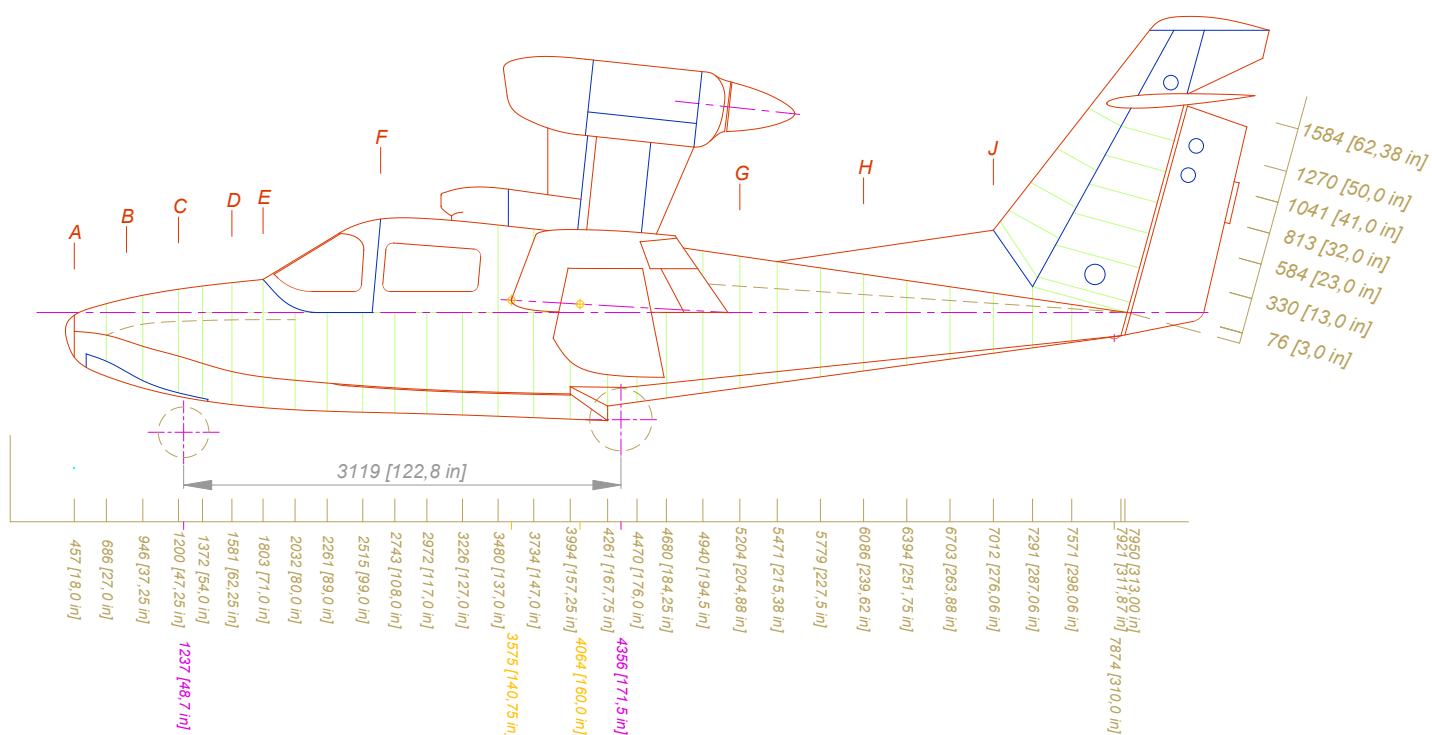 A
B
C
D
E
F
G
H
J
1584 [62,38 in]
1270 [50,0 in]
1041 [41,0 in]
813 [32,0 in]
584 [23,0 in]
330 [13,0 in]
76 [3,0 in]
3119 [122,8 in]
457 [18,0 in]
686 [27,0 in]
946 [37,25 in]
1200 [47,25 in]
1372 [54,0 in]
1581 [62,25 in]
1803 [71,0 in]
2032 [80,0 in]
2261 [89,0 in]
2515 [99,0 in]
2743 [108,0 in]
2972 [117,0 in]
3226 [127,0 in]
3480 [137,0 in]
3734 [147,0 in]
3994 [157,25 in]
4261 [167,75 in]
4470 [176,0 in]
4680 [184,25 in]
4940 [194,5 in]
5204 [204,88 in]
5471 [215,38 in]
5779 [227,5 in]
6086 [239,62 in]
6394 [251,75 in]
6703 [263,88 in]
7012 [276,06 in]
7291 [287,06 in]
7571 [298,06 in]
7921 [311,87 in]
7950 [313,00 in]
1237 [48,7 in]
3575 [140,75 in]
4064 [160,0 in]
4356 [171,5 in]
7874 [310,0 in]